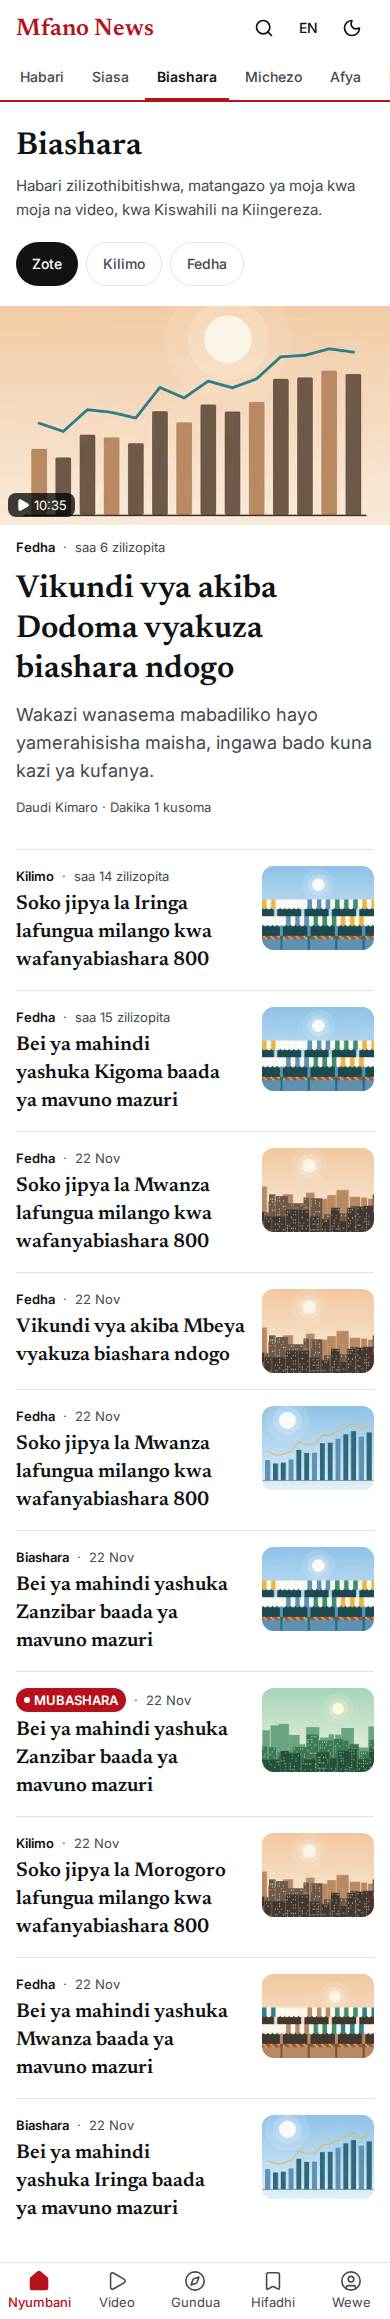 Mfano News
EN
Habari Siasa Biashara Michezo Afya
Biashara
Habari zilizothibitishwa, matangazo ya moja kwa
moja na video, kwa Kiswahili na Kiingereza.
Zote Kilimo Fedha
10:35
Fedha · saa 6 zilizopita
Vikundi vya akiba
Dodoma vyakuza
biashara ndogo
Wakazi wanasema mabadiliko hayo
yamerahisisha maisha, ingawa bado kuna
kazi ya kufanya.
Daudi Kimaro · Dakika 1 kusoma
Kilimo · saa 14 zilizopita
Soko jipya la Iringa
lafungua milango kwa
wafanyabiashara 800
Fedha · saa 15 zilizopita
Bei ya mahindi
yashuka Kigoma baada
ya mavuno mazuri
Fedha · 22 Nov
Soko jipya la Mwanza
lafungua milango kwa
wafanyabiashara 800
Fedha · 22 Nov
Vikundi vya akiba Mbeya
vyakuza biashara ndogo
Fedha · 22 Nov
Soko jipya la Mwanza
lafungua milango kwa
wafanyabiashara 800
Biashara · 22 Nov
Bei ya mahindi yashuka
Zanzibar baada ya
mavuno mazuri
MUBASHARA · 22 Nov
Bei ya mahindi yashuka
Zanzibar baada ya
mavuno mazuri
Kilimo · 22 Nov
Soko jipya la Morogoro
lafungua milango kwa
wafanyabiashara 800
Fedha · 22 Nov
Bei ya mahindi yashuka
Mwanza baada ya
mavuno mazuri
Biashara · 22 Nov
Bei ya mahindi
yashuka Iringa baada
ya mavuno mazuri
Nyumbani Video Gundua Hifadhi Wewe